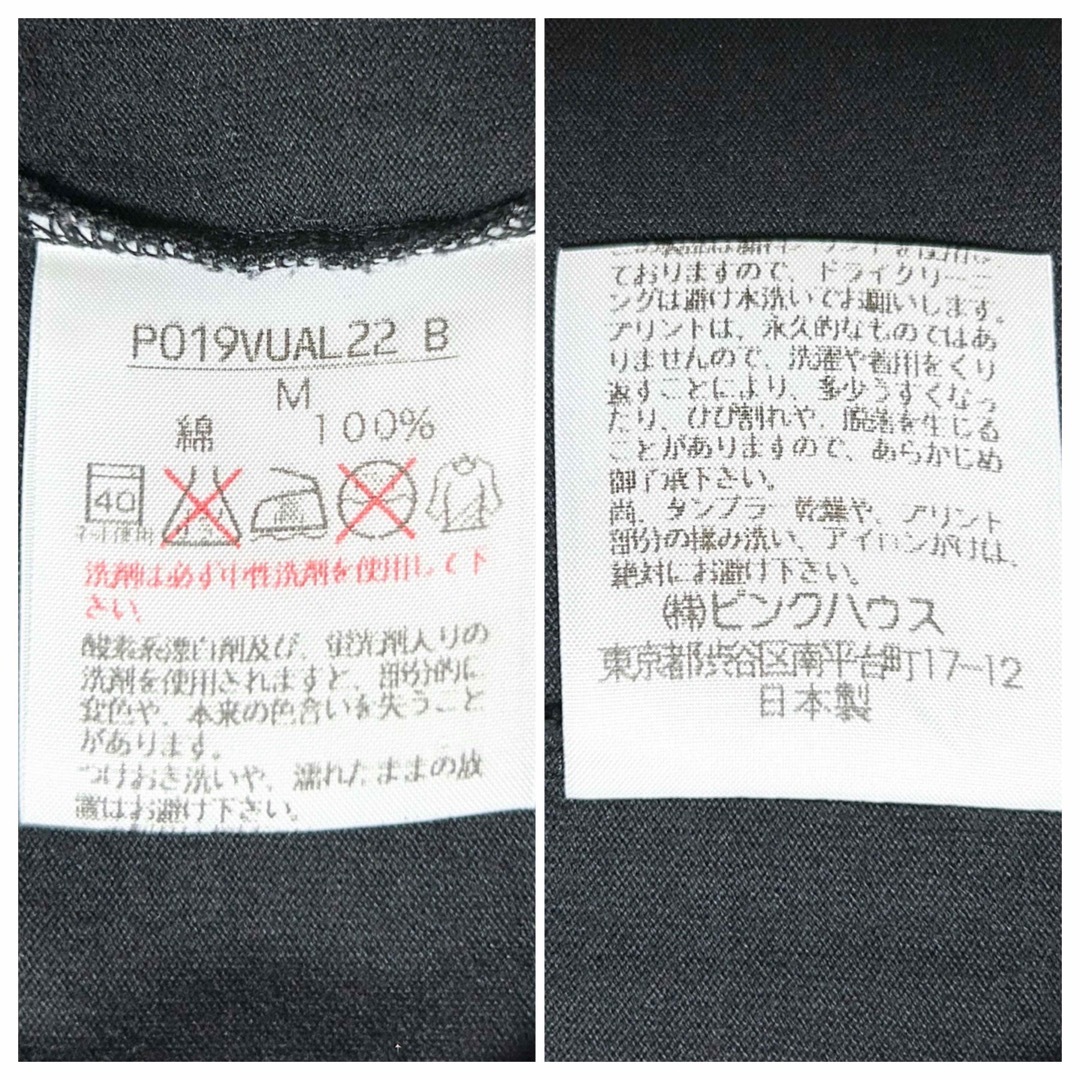 P019VUAL22 B
M
綿 100%
40
ネット使用
洗剤は必ず中性洗剤を使用して下
さい。
酸素系漂白剤及び、蛍光剤入りの
洗剤を使用されますと、部分的に
変色や、本来の色合いを失うこと
があります。
つけおき洗いや、濡れたままの放
置はお避け下さい。
ておりますので、ドライクリーニ
ングは避け水洗いでお願いします。
プリントは、永久的なものではあ
りませんので、洗濯や着用をくり
返すことにより、多少うすくなっ
たり、ひび割れや、脱落を生じる
ことがありますので、あらかじめ
御了承下さい。
尚、タンブラー乾燥や、プリント
部分の揉み洗い、アイロンがけは、
絶対にお避け下さい。
㈱ピンクハウス
東京都渋谷区南平台町17-12
日本製